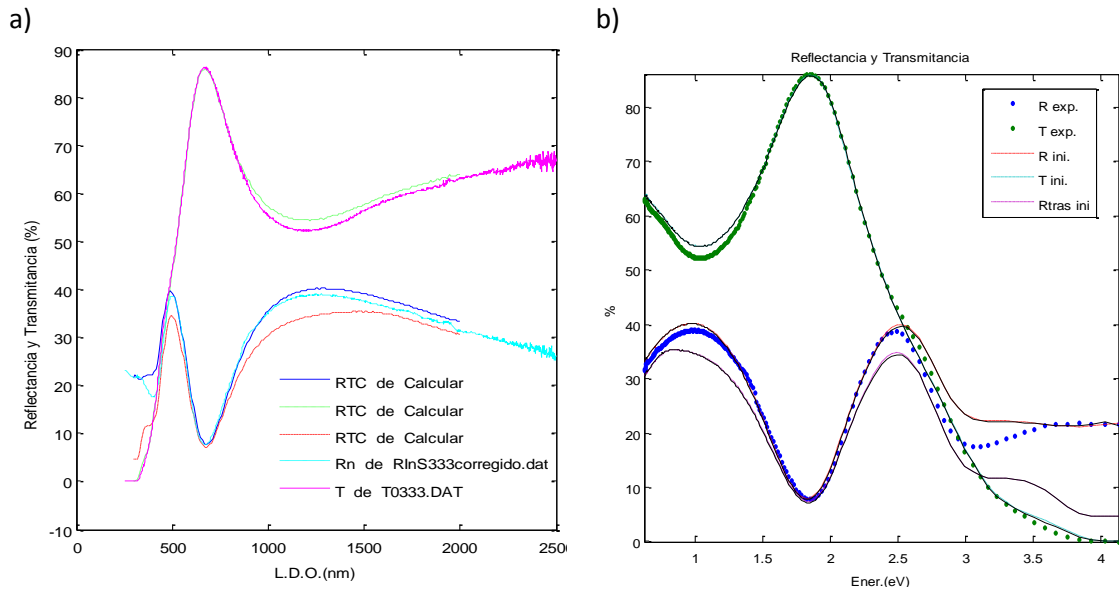 a)
90
80
70
60
50
40
30
20
10
0
-10
Reflectancia y Transmitancia (%)
RTC de Calcular
RTC de Calcular
RTC de Calcular
Rn de RInS333corregido.dat
T de T0333.DAT
0 500 1000 1500 2000 2500
L.D.O.(nm)
b)
Reflectancia y Transmitancia
80
70
60
50
40
30
20
10
0
%
R exp.
T exp.
R ini.
T ini.
Rtras ini
1 1.5 2 2.5 3 3.5 4
Ener.(eV)